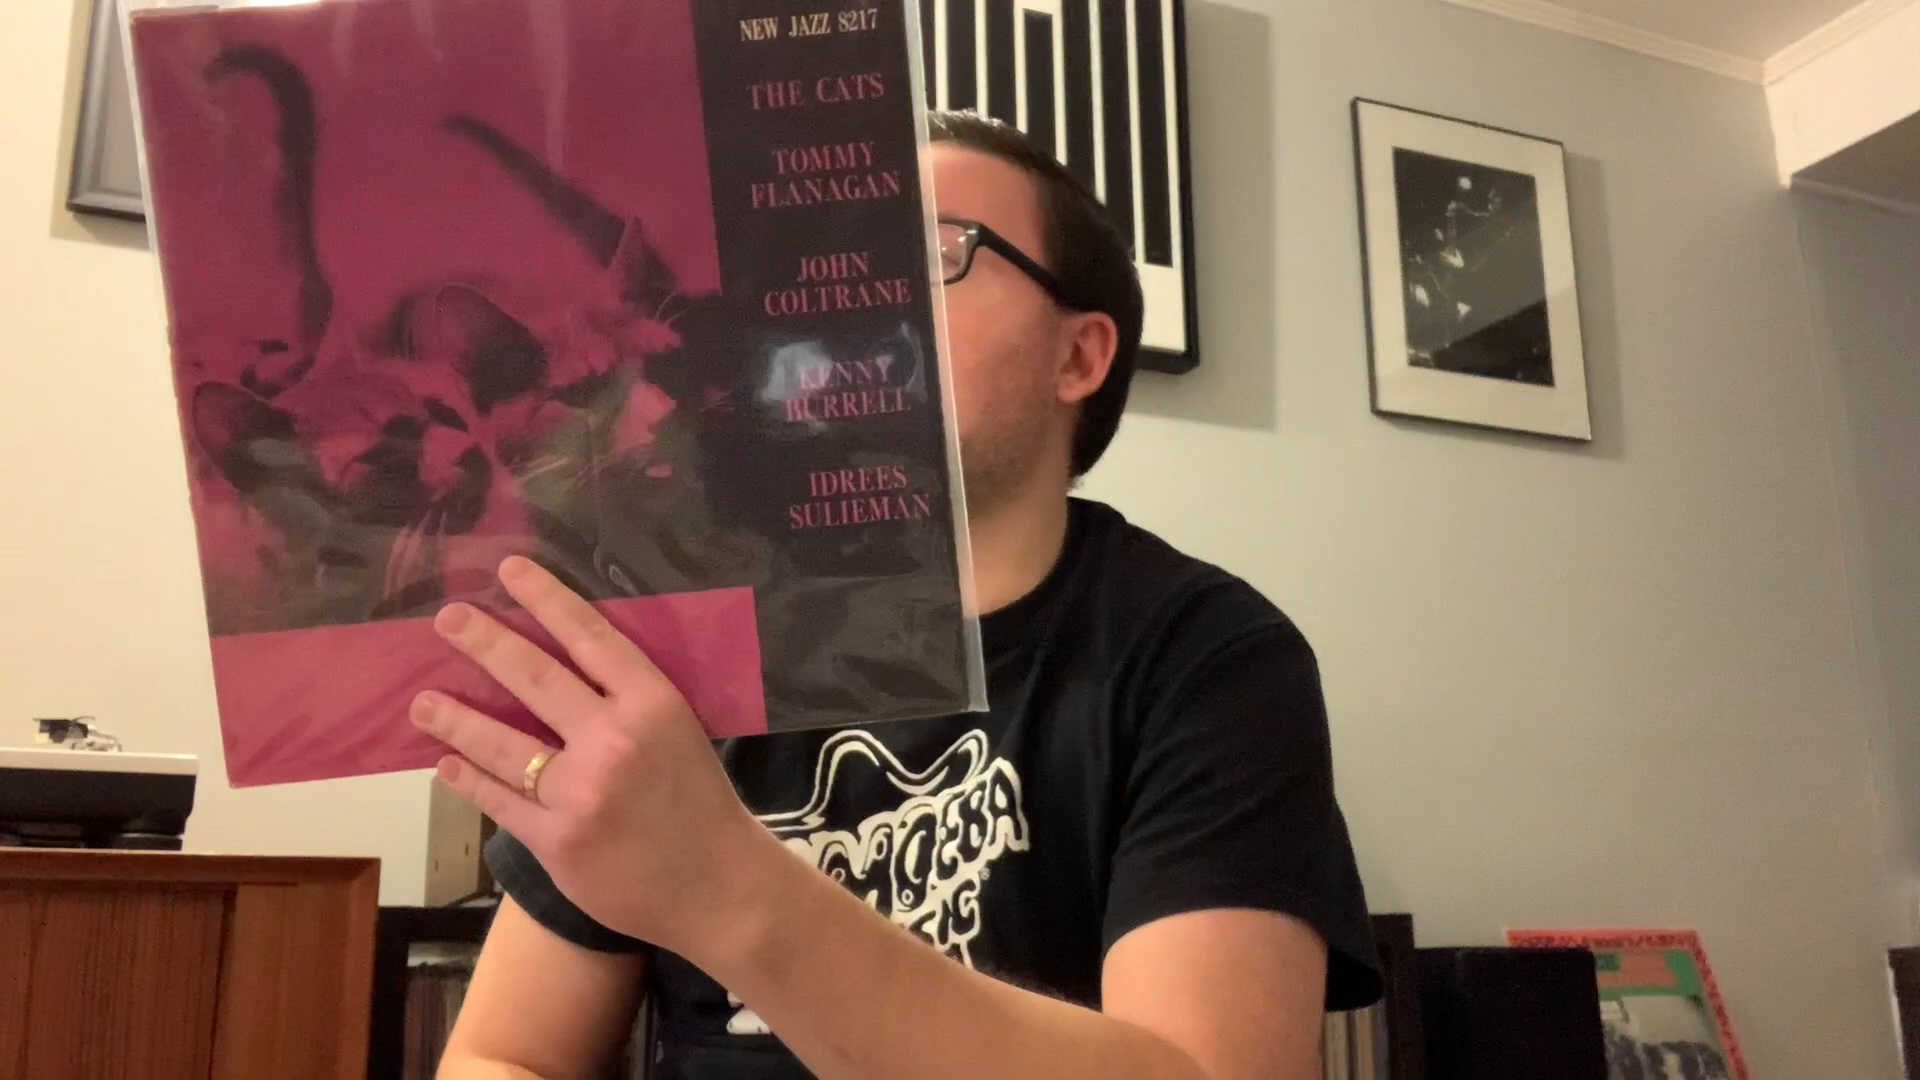 NEW JAZZ 8217
THE CATS
TOMMY
FLANAGAN
JOHN
COLTRANE
KENNY
BURRELL
IDREES
SULIEMAN